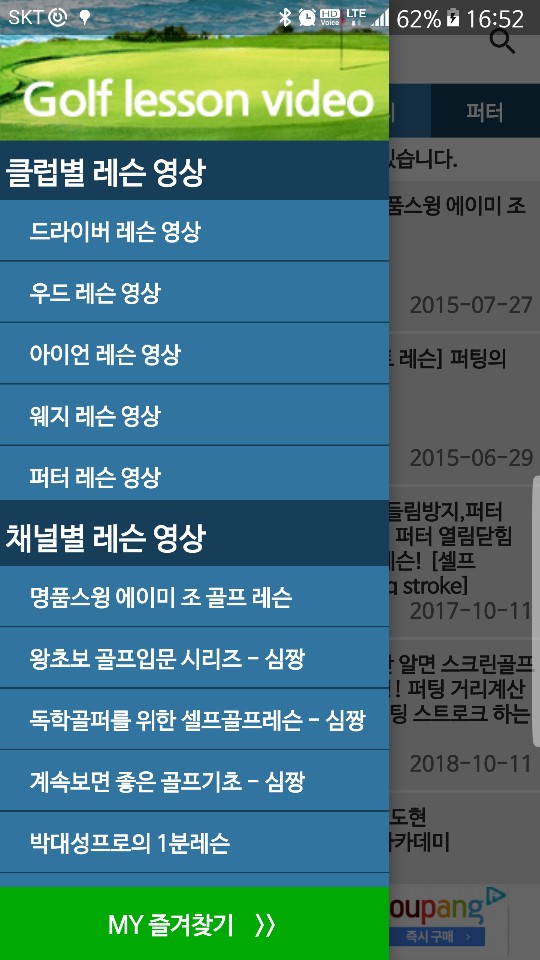 SKT HD Voice LTE 62% 16:52
Golf lesson video
클럽별 레슨 영상
드라이버 레슨 영상
우드 레슨 영상
아이언 레슨 영상
웨지 레슨 영상
퍼터 레슨 영상
채널별 레슨 영상
명품스윙 에이미 조 골프 레슨
왕초보 골프입문 시리즈 - 심짱
독학골퍼를 위한 셀프골프레슨 - 심짱
계속보면 좋은 골프기초 - 심짱
박대성프로의 1분레슨
MY 즐겨찾기 》
퍼터
있습니다.
품스윙 에이미 조
2015-07-27
레슨] 퍼팅의
2015-06-29
들림방지,퍼터
퍼터 열림닫힘
레슨! [셀프
stroke]
2017-10-11
알면 스크린골프
! 퍼팅 거리계산
팅 스트로크 하는
2018-10-11
도현
아카데미
oupang
즉시구매 >